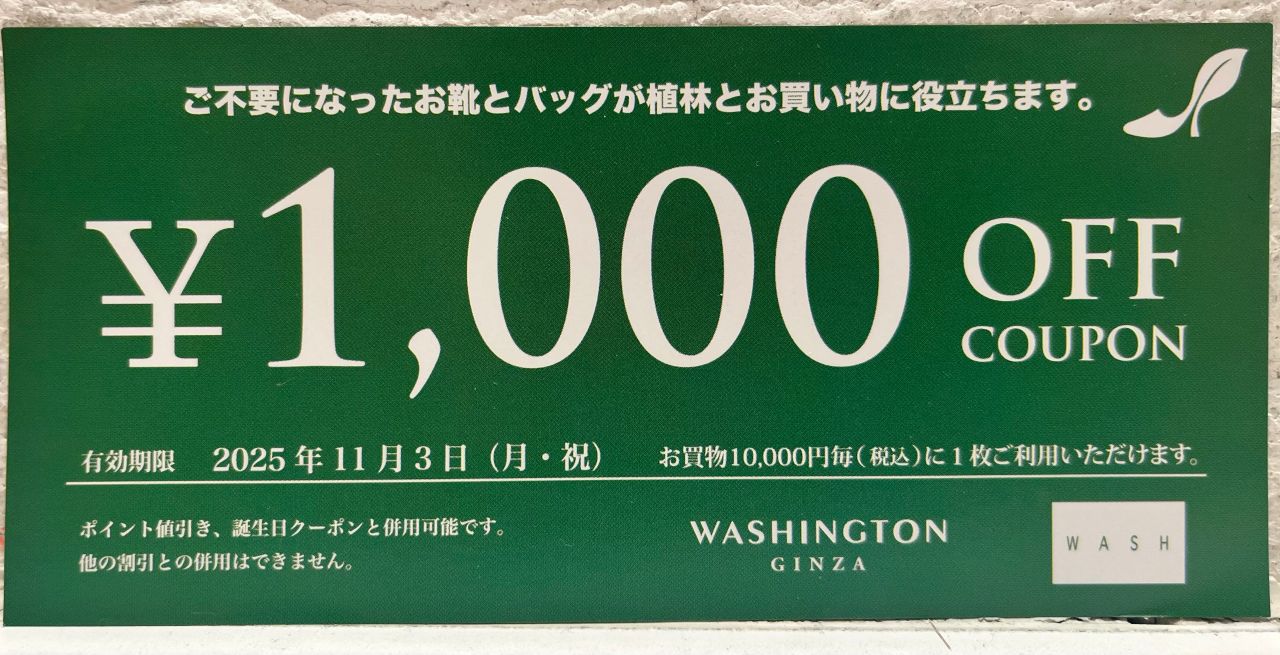 ご不要になったお靴とバッグが植林とお買い物に役立ちます。
¥1,000 OFF
COUPON
有効期限 2025年11月3日（月・祝） お買物10,000円毎（税込）に1枚ご利用いただけます。
ポイント値引き、誕生日クーポンと併用可能です。
他の割引との併用はできません。
WASHINGTON
GINZA
WASH